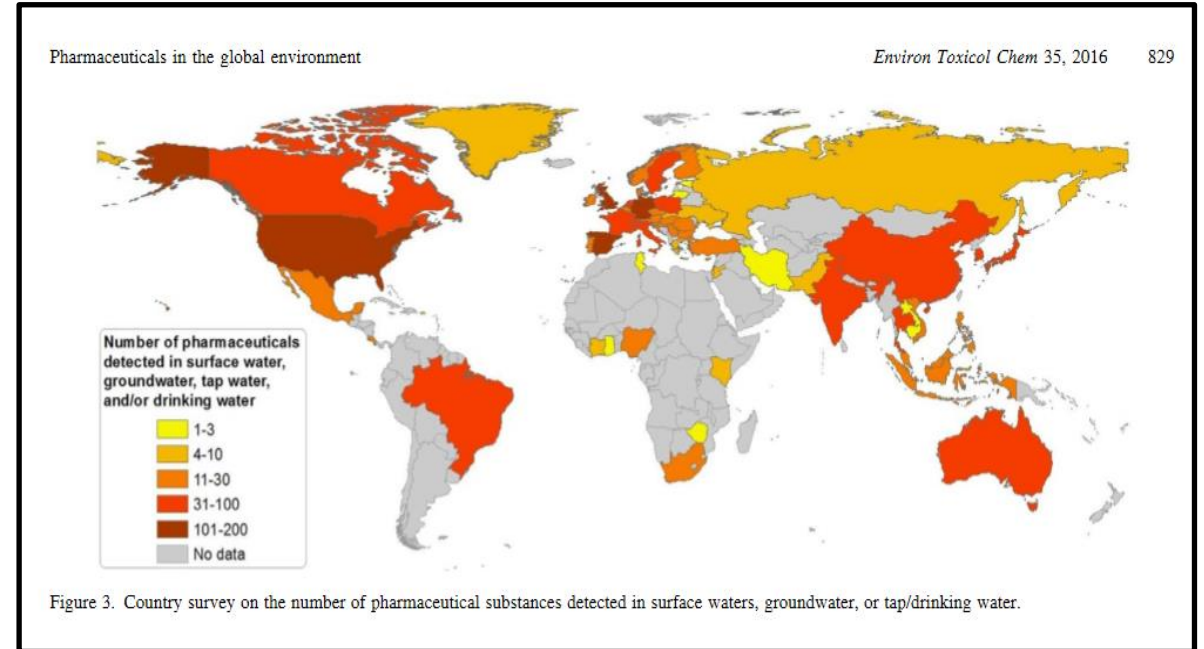 Pharmaceuticals in the global environment
Environ Toxicol Chem 35, 2016 829
Number of pharmaceuticals
detected in surface water,
groundwater, tap water,
and/or drinking water
1-3
4-10
11-30
31-100
101-200
No data
Figure 3. Country survey on the number of pharmaceutical substances detected in surface waters, groundwater, or tap/drinking water.